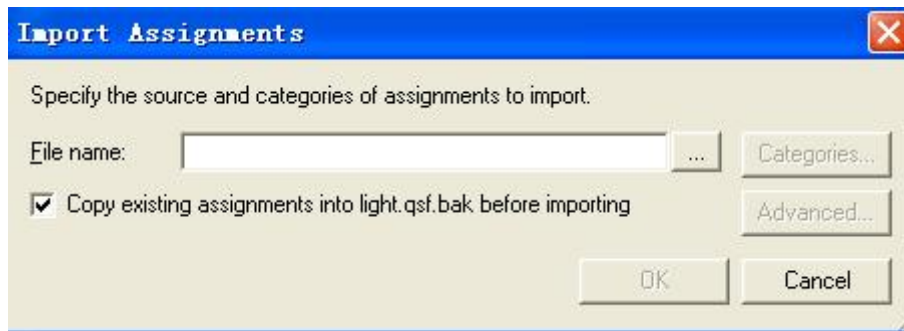 Import Assignments
Specify the source and categories of assignments to import.
File name: ... Categories...
Copy existing assignments into light.qsf.bak before importing Advanced...
OK Cancel